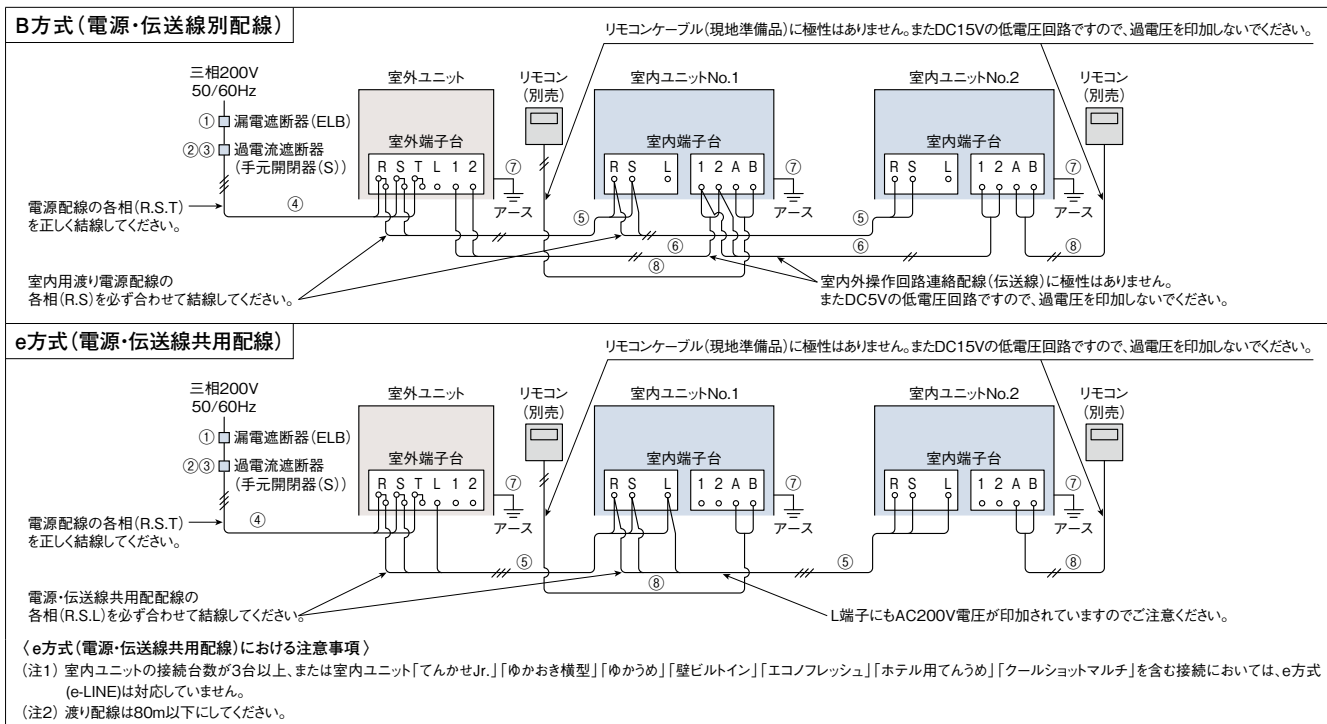 B方式(電源・伝送線別配線)
リモコンケーブル(現地準備品)に極性はありません。またDC15Vの低電圧回路ですので、過電圧を印加しないでください。
三相200V
50/60Hz
① 漏電遮断器(ELB)
②③ 過電流遮断器
(手元開閉器(S))
電源配線の各相(R.S.T)
を正しく結線してください。
④
室外ユニット
室外端子台
R S T L 1 2
⑦
アース
リモコン
(別売)
室内ユニットNo.1
室内端子台
R S L
1 2 A B
⑦
アース
室内ユニットNo.2
室内端子台
R S L
1 2 A B
⑦
アース
リモコン
(別売)
⑤
⑤
⑥
⑥
⑧
⑧
室内用渡り電源配線の
各相(R.S)を必ず合わせて結線してください。
室内外操作回路連絡配線(伝送線)に極性はありません。
またDC5Vの低電圧回路ですので、過電圧を印加しないでください。
e方式(電源・伝送線共用配線)
リモコンケーブル(現地準備品)に極性はありません。またDC15Vの低電圧回路ですので、過電圧を印加しないでください。
三相200V
50/60Hz
① 漏電遮断器(ELB)
②③ 過電流遮断器
(手元開閉器(S))
電源配線の各相(R.S.T)
を正しく結線してください。
④
室外ユニット
室外端子台
R S T L 1 2
⑦
アース
リモコン
(別売)
室内ユニットNo.1
室内端子台
R S L
1 2 A B
⑦
アース
室内ユニットNo.2
室内端子台
R S L
1 2 A B
⑦
アース
リモコン
(別売)
⑤
⑤
⑧
⑧
電源・伝送線共用配配線の
各相(R.S.L)を必ず合わせて結線してください。
L端子にもAC200V電圧が印加されていますのでご注意ください。
〈e方式(電源・伝送線共用配線)における注意事項〉
(注1) 室内ユニットの接続台数が3台以上、または室内ユニット「てんかせJr.」「ゆかおき横型」「ゆかうめ」「壁ビルトイン」「エコノフレッシュ」「ホテル用てんうめ」「クールショットマルチ」を含む接続においては、e方式
(e-LINE)は対応していません。
(注2) 渡り配線は80m以下にしてください。